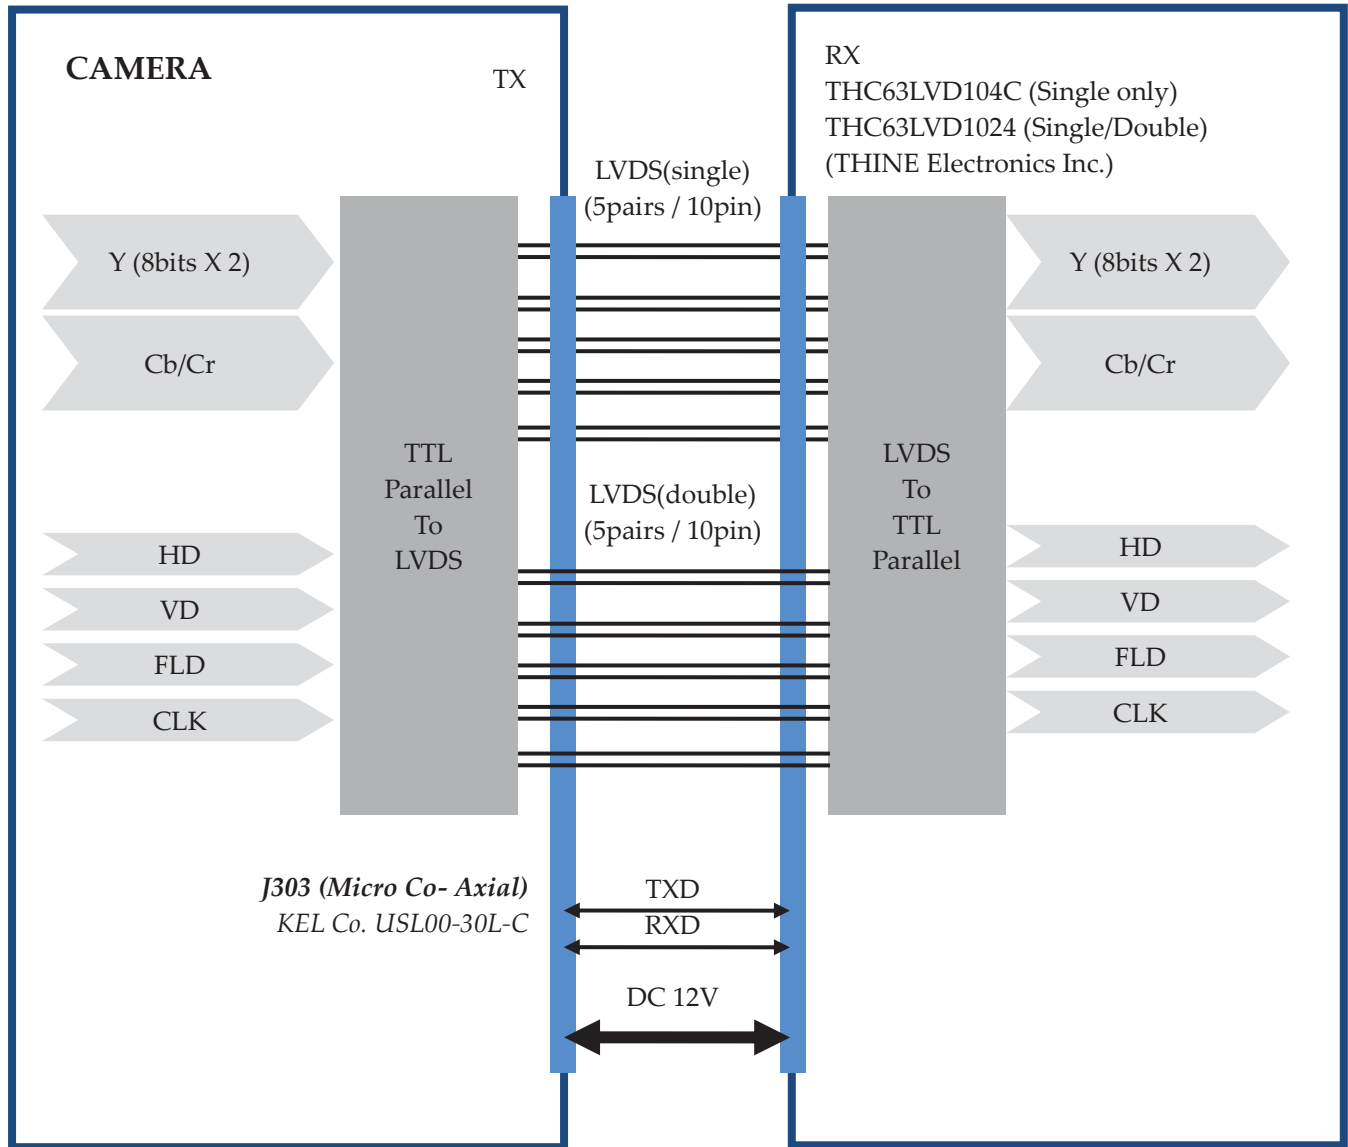 CAMERA
TX
RX
THC63LVD104C (Single only)
THC63LVD1024 (Single/Double)
(THINE Electronics Inc.)
LVDS(single)
(5pairs / 10pin)
Y (8bits X 2)
Cb/Cr
HD
VD
FLD
CLK
TTL
Parallel
To
LVDS
LVDS(double)
(5pairs / 10pin)
LVDS
To
TTL
Parallel
Y (8bits X 2)
Cb/Cr
HD
VD
FLD
CLK
J303 (Micro Co- Axial)
KEL Co. USL00-30L-C
TXD
RXD
DC 12V